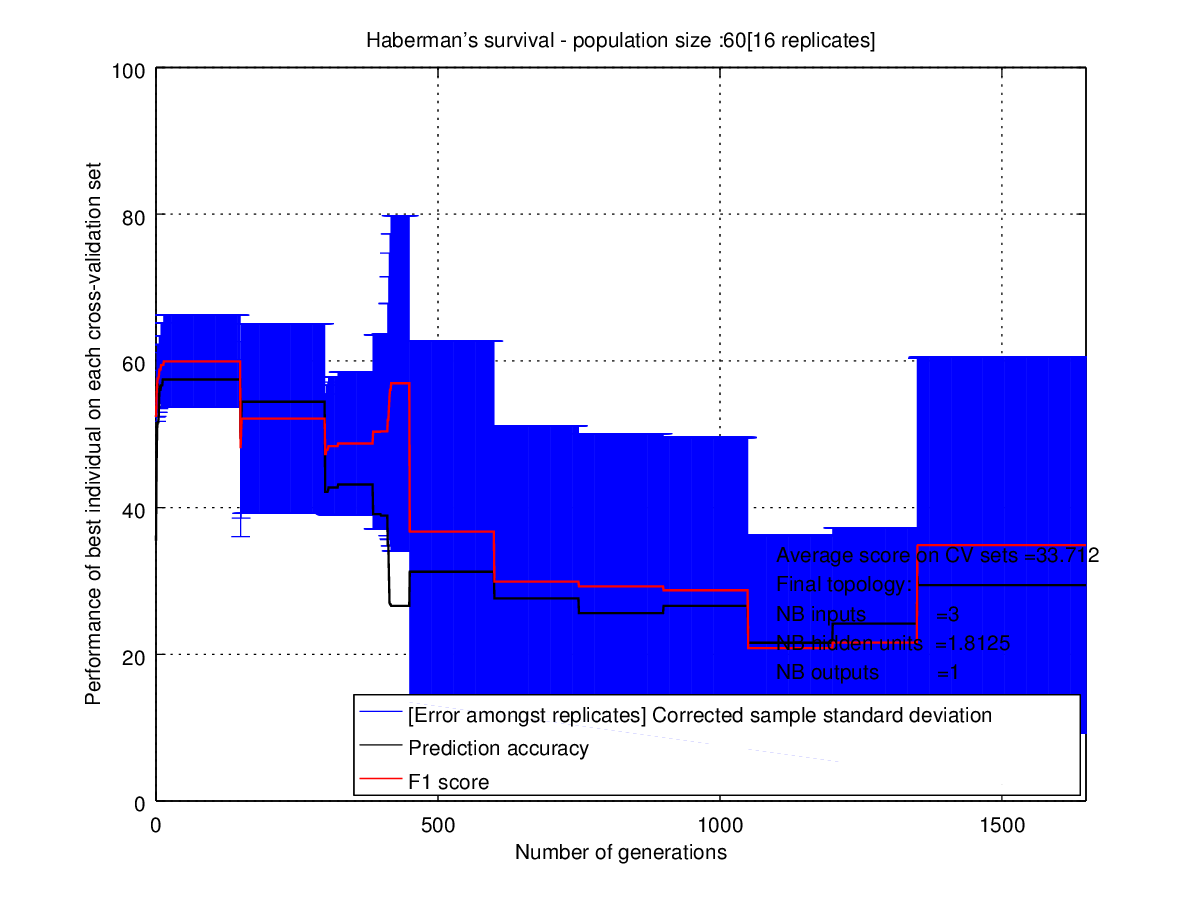 Haberman's survival - population size :60[16 replicates]
Performance of best individual on each cross-validation set
100
80
60
40
20
0
Average score on CV sets =33.712
Final topology:
NB inputs =3
NB hidden units =1.8125
NB outputs =1
[Error amongst replicates] Corrected sample standard deviation
Prediction accuracy
F1 score
0 500 1000 1500
Number of generations